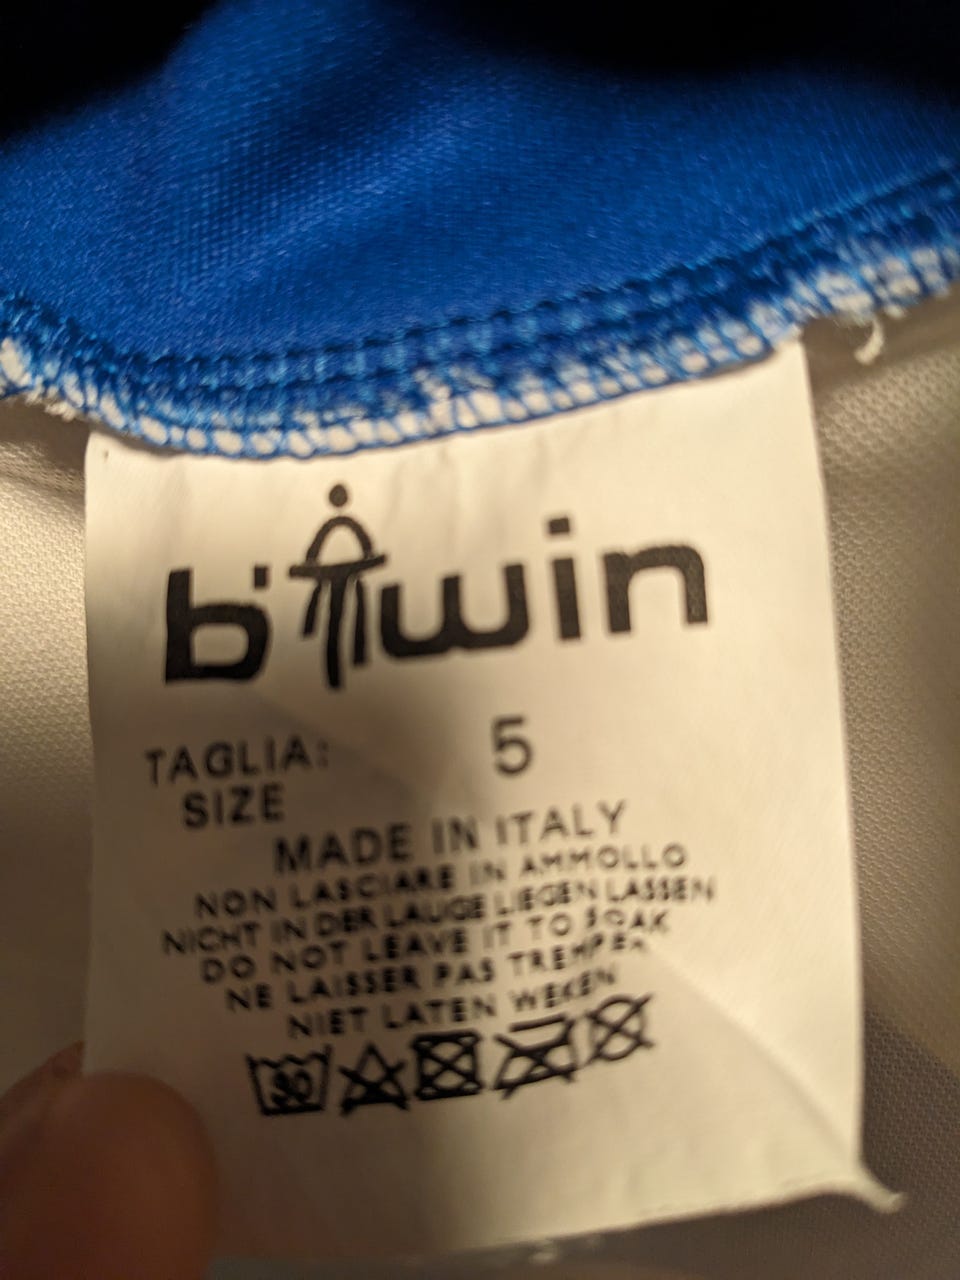 b'twin
TAGLIA: 5
SIZE
MADE IN ITALY
NON LASCIARE IN AMMOLLO
NICHT IN DER LAUGE LIEGEN LASSEN
DO NOT LEAVE IT TO SOAK
NE LAISSER PAS TREMPER
NIET LATEN WEKEN
30